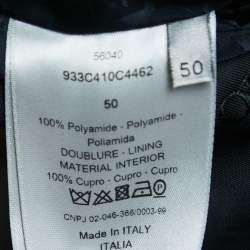 56040
933C410C4462
50
50
100% Polyamide - Polyamide -
Poliamida
DOUBLURE - LINING
MATERIAL INTERIOR
100% Cupro - Cupro - Cupro
CNPJ 02-046-366/0003-99
Made in ITALY
ITALIA